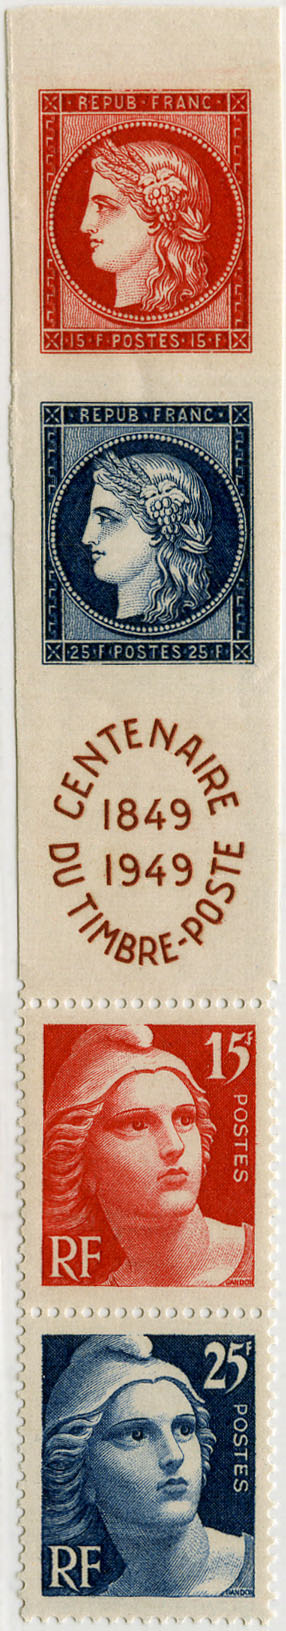 REPUB · FRANC ·
15 · F · POSTES · 15 · F
REPUB · FRANC ·
25 · F · POSTES · 25 · F
CENTENAIRE
1849
1949
DU TIMBRE-POSTE
15F
POSTES
RF
GANDON
25F
POSTES
RF
GANDON